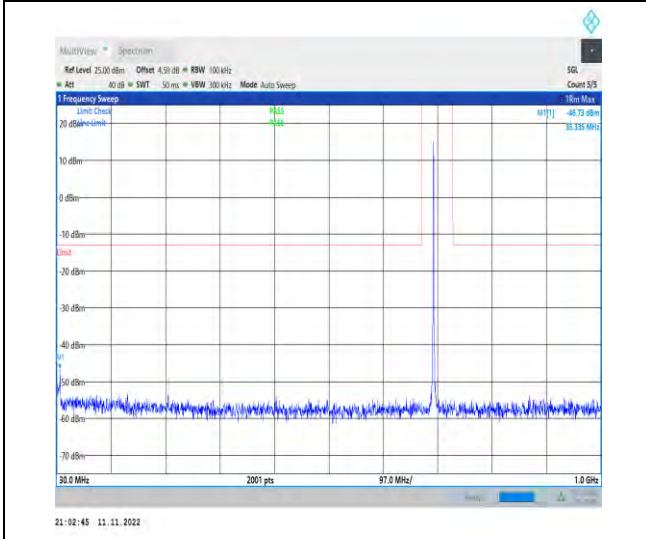 MultiView Spectrum
Ref Level 25.00 dBm Offset 4.59 dB RBW 100 kHz SGL
Att 40 dB SWT 50 ms VBW 300 kHz Mode Auto Sweep Count 5/5
1 Frequency Sweep 1Rm Max
Limit Check PASS M1[1] -46.73 dBm
20 dBm Line Limit PASS 35.335 MHz
10 dBm
0 dBm
-10 dBm
Limit
-20 dBm
-30 dBm
-40 dBm
M1
-50 dBm
-60 dBm
-70 dBm
30.0 MHz 2001 pts 97.0 MHz/ 1.0 GHz
21:02:45 11.11.2022